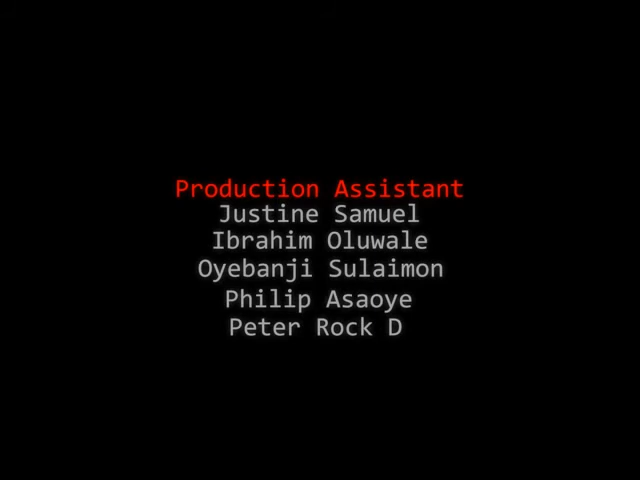 Production Assistant
Justine Samuel
Ibrahim Oluwale
Oyebanji Sulaimon
Philip Asaoye
Peter Rock D